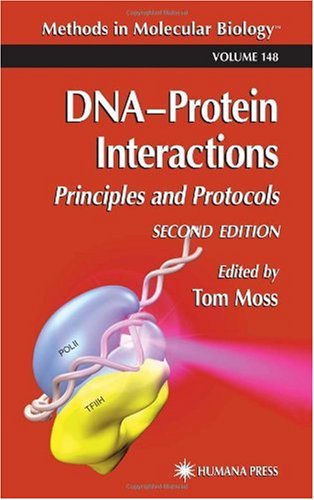 Methods in Molecular Biology™
VOLUME 148
DNA–Protein
Interactions
Principles and Protocols
SECOND EDITION
Edited by
Tom Moss
POLII
TFIIH
HUMANA PRESS